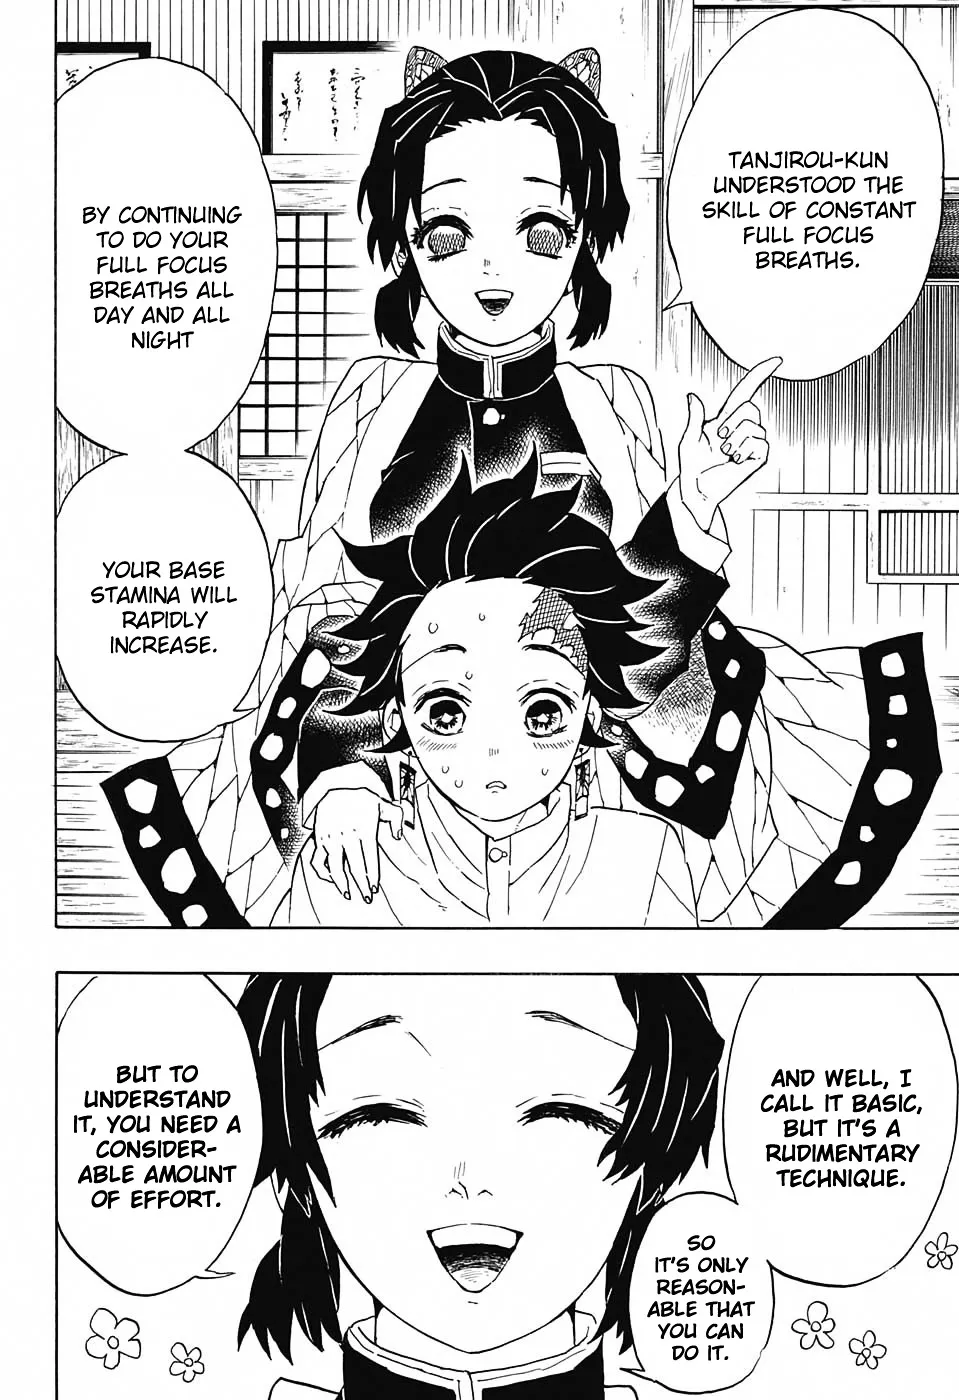 TANJIROU-KUN
UNDERSTOOD THE
SKILL OF CONSTANT
FULL FOCUS
BREATHS.
BY CONTINUING
TO DO YOUR
FULL FOCUS
BREATHS ALL
DAY AND ALL
NIGHT
YOUR BASE
STAMINA WILL
RAPIDLY
INCREASE.
AND WELL, I
CALL IT BASIC,
BUT IT'S A
RUDIMENTARY
TECHNIQUE.
SO
IT'S ONLY
REASON-
ABLE THAT
YOU CAN
DO IT.
BUT TO
UNDERSTAND
IT, YOU NEED A
CONSIDER-
ABLE AMOUNT
OF EFFORT.